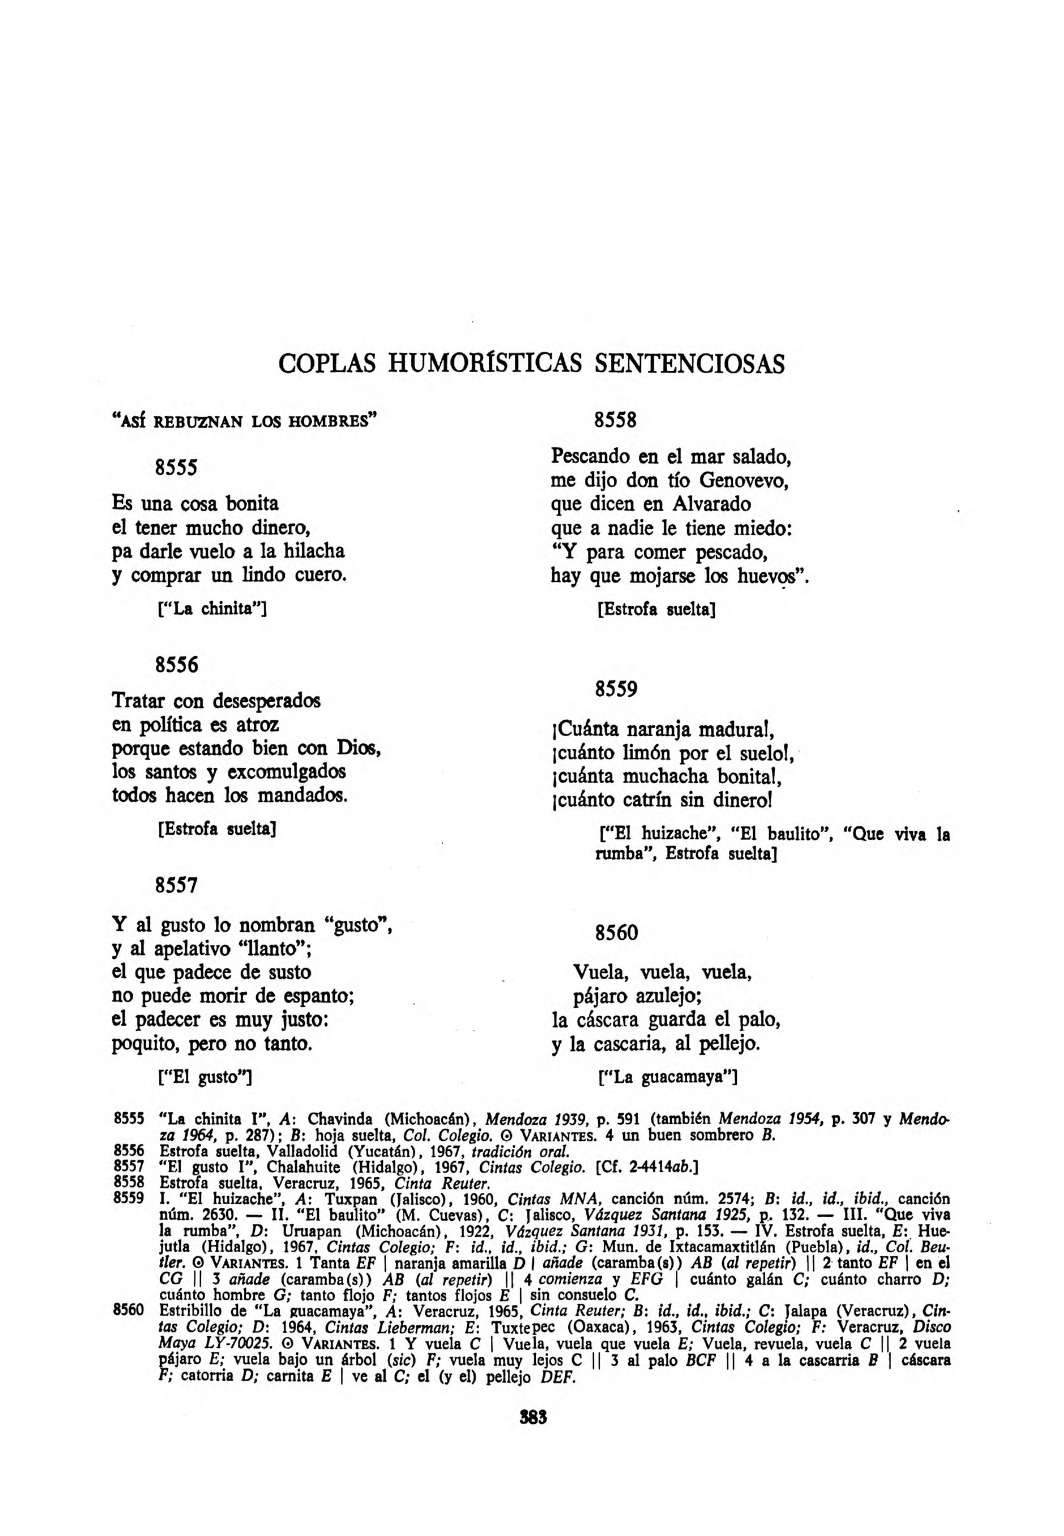 COPLAS HUMORÍSTICAS SENTENCIOSAS
“ASÍ REBUZNAN LOS HOMBRES”
8555
Es una cosa bonita
el tener mucho dinero,
pa darle vuelo a la hilacha
y comprar un lindo cuero.
[“La chinita”]
8556
Tratar con desesperados
en política es atroz
porque estando bien con Dios,
los santos y excomulgados
todos hacen los mandados.
[Estrofa suelta]
8557
Y al gusto lo nombran “gusto”,
y al apelativo “llanto”;
el que padece de susto
no puede morir de espanto;
el padecer es muy justo:
poquito, pero no tanto.
[“El gusto”]
8558
Pescando en el mar salado,
me dijo don tío Genovevo,
que dicen en Alvarado
que a nadie le tiene miedo:
“Y para comer pescado,
hay que mojarse los huevos”.
[Estrofa suelta]
8559
¡Cuánta naranja madura!,
¡cuánto limón por el suelo!,
¡cuánta muchacha bonita!,
¡cuánto catrín sin dinero!
[“El huizache”, “El baulito”, “Que viva la
rumba”, Estrofa suelta]
8560
Vuela, vuela, vuela,
pájaro azulejo;
la cáscara guarda el palo,
y la cascaria, al pellejo.
[“La guacamaya”]
8555 “La chinita I”, A: Chavinda (Michoacán), Mendoza 1939, p. 591 (también Mendoza 1954, p. 307 y Mendo-
za 1964, p. 287); B: hoja suelta, Col. Colegio. ⊙ VARIANTES. 4 un buen sombrero B.
8556 Estrofa suelta, Valladolid (Yucatán), 1967, tradición oral.
8557 “El gusto I”, Chalahuite (Hidalgo), 1967, Cintas Colegio. [Cf. 2-4414ab.]
8558 Estrofa suelta, Veracruz, 1965, Cinta Reuter.
8559 I. “El huizache”, A: Tuxpan (Jalisco), 1960, Cintas MNA, canción núm. 2574; B: id., id., ibid., canción
núm. 2630. — II. “El baulito” (M. Cuevas), C: Jalisco, Vázquez Santana 1925, p. 132. — III. “Que viva
la rumba”, D: Uruapan (Michoacán), 1922, Vázquez Santana 1931, p. 153. — IV. Estrofa suelta, E: Hue-
jutla (Hidalgo), 1967, Cintas Colegio; F: id., id., ibid.; G: Mun. de Ixtacamaxtitlán (Puebla), id., Col. Beu-
tler. ⊙ VARIANTES. 1 Tanta EF | naranja amarilla D | añade (caramba(s)) AB (al repetir) || 2 tanto EF | en el
CG || 3 añade (caramba(s)) AB (al repetir) || 4 comienza y EFG | cuánto galán C; cuánto charro D;
cuánto hombre G; tanto flojo F; tantos flojos E | sin consuelo C.
8560 Estribillo de “La guacamaya”, A: Veracruz, 1965, Cinta Reuter; B: id., id., ibid.; C: Jalapa (Veracruz), Cin-
tas Colegio; D: 1964, Cintas Lieberman; E: Tuxtepec (Oaxaca), 1963, Cintas Colegio; F: Veracruz, Disco
Maya LY-70025. ⊙ VARIANTES. 1 Y vuela C | Vuela, vuela que vuela E; Vuela, revuela, vuela C || 2 vuela
pájaro E; vuela bajo un árbol (sic) F; vuela muy lejos C || 3 al palo BCF || 4 a la cascarria B | cáscara
F; catorria D; carnita E | ve al C; el (y el) pellejo DEF.
383